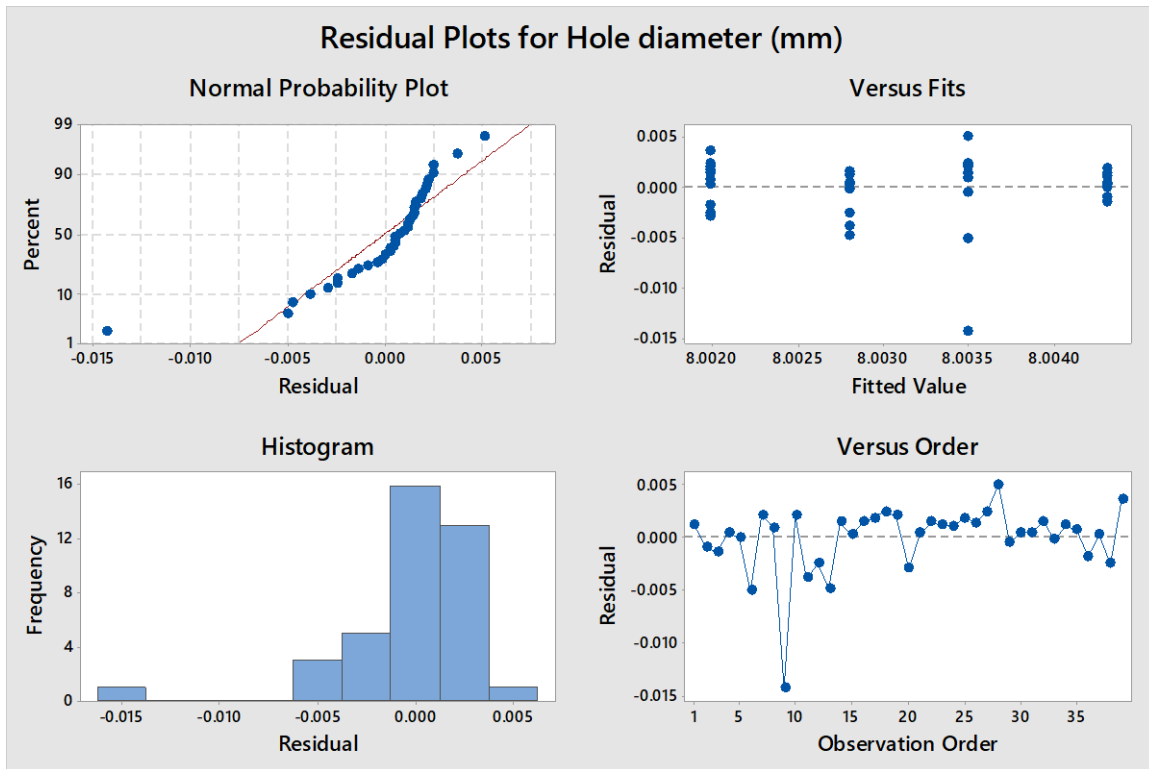 Residual Plots for Hole diameter (mm)
Normal Probability Plot
99
90
50
10
1
Percent
-0.015 -0.010 -0.005 0.000 0.005
Residual
Versus Fits
0.005
0.000
-0.005
-0.010
-0.015
Residual
8.0020 8.0025 8.0030 8.0035 8.0040
Fitted Value
Histogram
16
12
8
4
0
Frequency
-0.015 -0.010 -0.005 0.000 0.005
Residual
Versus Order
0.005
0.000
-0.005
-0.010
-0.015
Residual
1 5 10 15 20 25 30 35
Observation Order